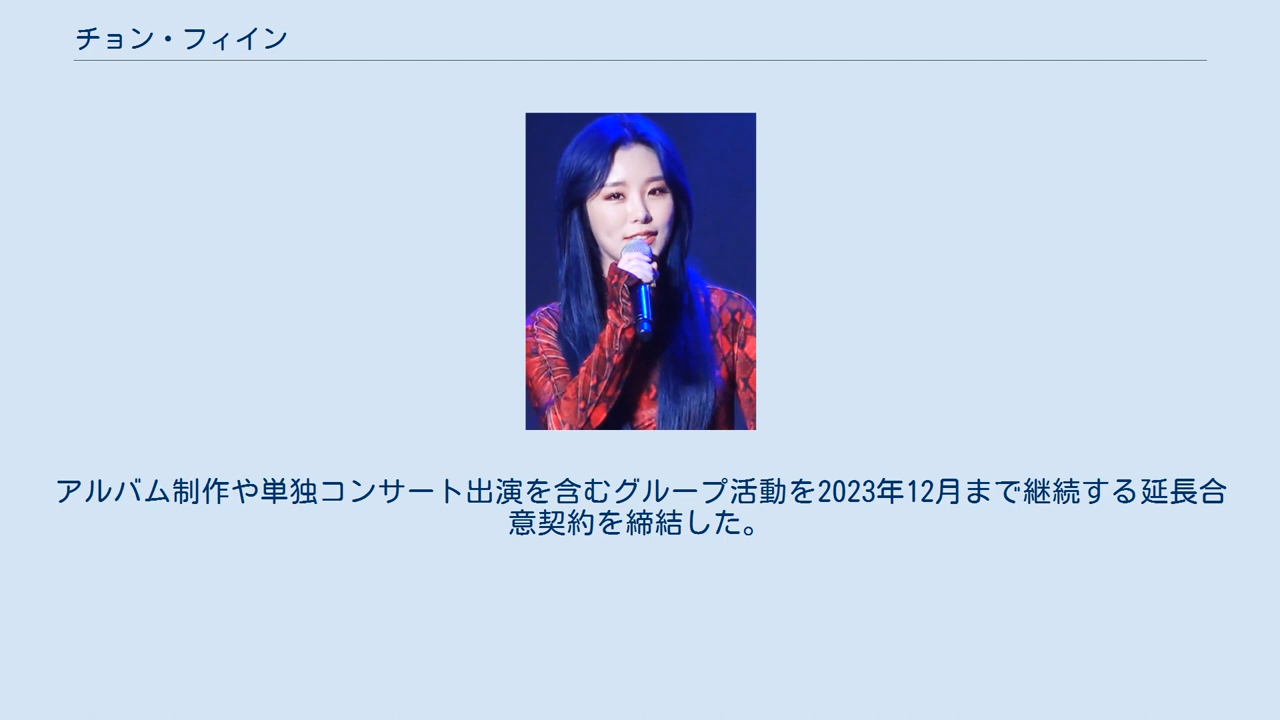 チョン・フィイン
アルバム制作や単独コンサート出演を含むグループ活動を2023年12月まで継続する延長合
意契約を締結した。